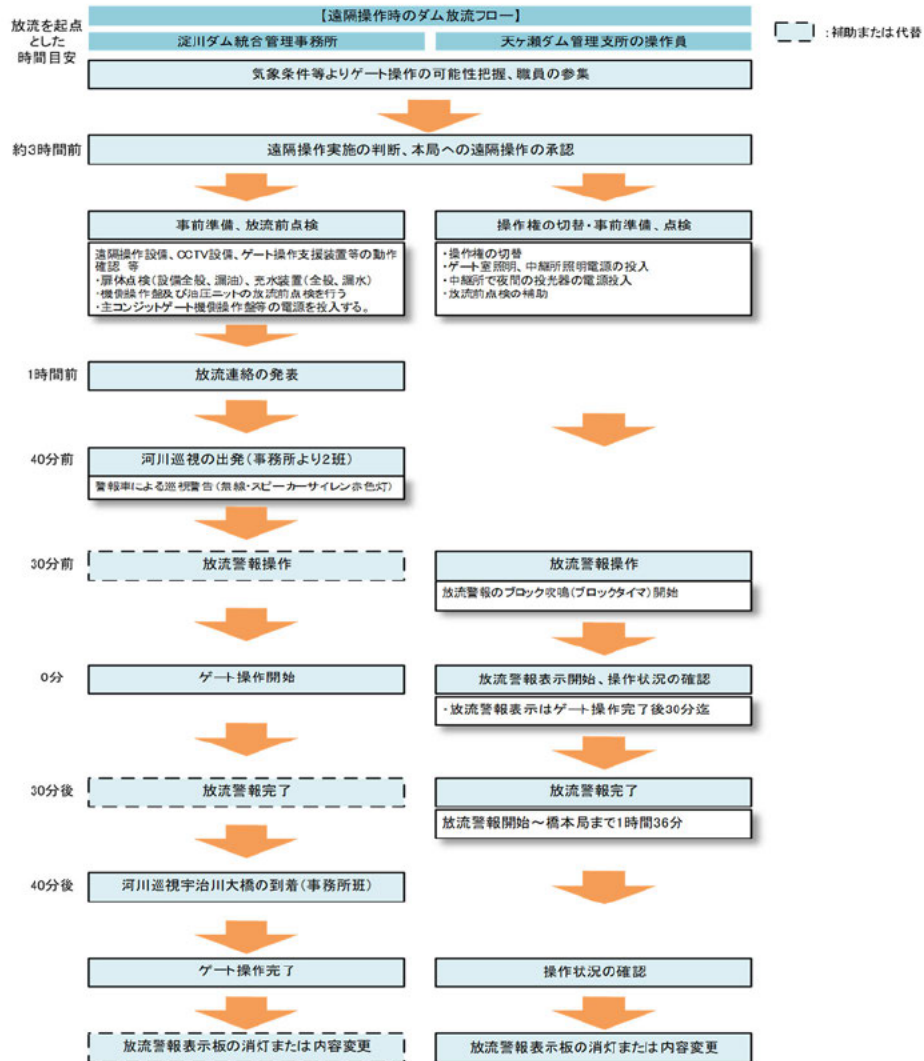 放流を起点
とした
時間目安
【遠隔操作時のダム放流フロー】
淀川ダム統合管理事務所
天ヶ瀬ダム管理支所の操作員
:補助または代替
気象条件等よりゲート操作の可能性把握、職員の参集
約3時間前
遠隔操作実施の判断、本局への遠隔操作の承認
事前準備、放流前点検
遠隔操作設備、CCTV設備、ゲート操作支援装置等の動作
確認 等
・扉体点検(設備全般、漏油)、充水装置(全般、漏水)
・機側操作盤及び油圧ニットの放流前点検を行う
・主コンジットゲート機側操作盤等の電源を投入する。
操作権の切替・事前準備、点検
・操作権の切替
・ゲート室照明、中継所照明電源の投入
・中継所で夜間の投光器の電源投入
・放流前点検の補助
1時間前
放流連絡の発表
40分前
河川巡視の出発(事務所より2班)
警報車による巡視警告(無線・スピーカーサイレン赤色灯)
30分前
放流警報操作
放流警報操作
放流警報のブロック吹鳴(ブロックタイマ)開始
0分
ゲート操作開始
放流警報表示開始、操作状況の確認
・放流警報表示はゲート操作完了後30分迄
30分後
放流警報完了
放流警報完了
放流警報開始～橋本局まで1時間36分
40分後
河川巡視宇治川大橋の到着(事務所班)
ゲート操作完了
操作状況の確認
放流警報表示板の消灯または内容変更
放流警報表示板の消灯または内容変更